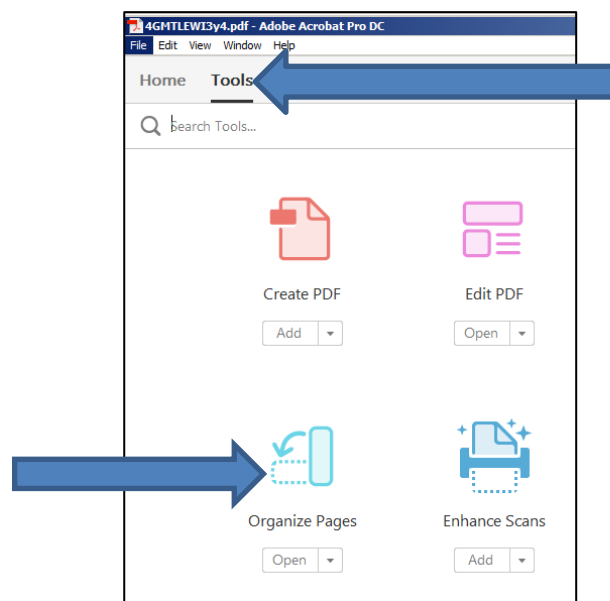 4GMTLEWI3y4.pdf - Adobe Acrobat Pro DC
File Edit View Window Help
Home Tools
Search Tools...
Create PDF Edit PDF
Add Open
Organize Pages Enhance Scans
Open Add